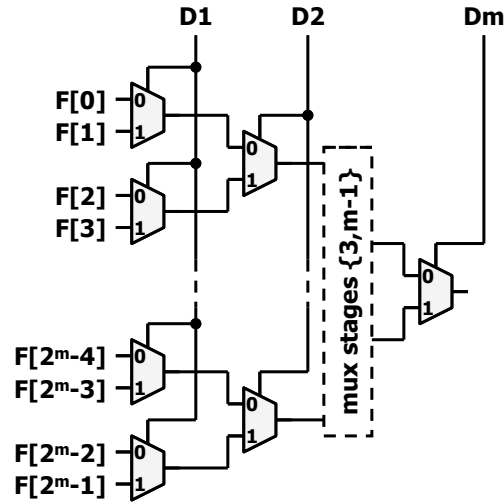 D1 D2 Dm
F[0] 0
F[1] 1
0
1
F[2] 0
F[3] 1
mux stages {3,m-1}
0
1
F[2ᵐ-4] 0
F[2ᵐ-3] 1
0
1
F[2ᵐ-2] 0
F[2ᵐ-1] 1